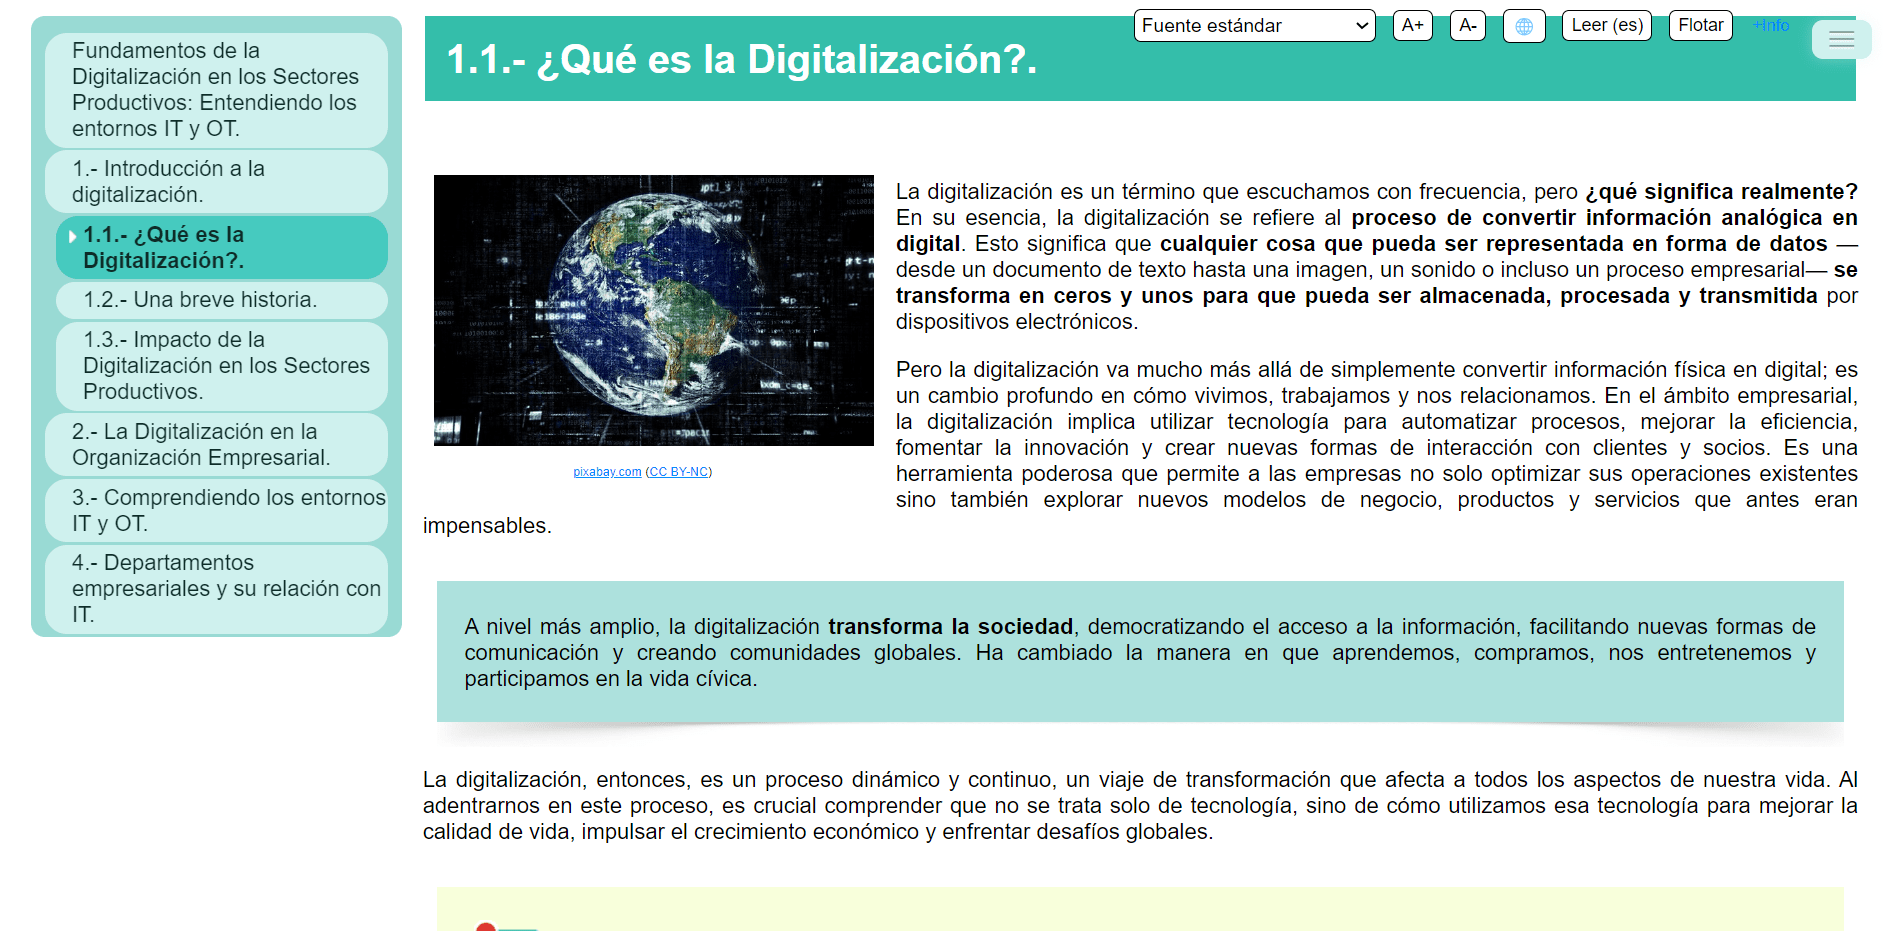 Fuente estándar
A+
A-
Leer (es)
Flotar
+Info
Fundamentos de la
Digitalización en los Sectores
Productivos: Entendiendo los
entornos IT y OT.
1.- Introducción a la
digitalización.
1.1.- ¿Qué es la
Digitalización?.
1.2.- Una breve historia.
1.3.- Impacto de la
Digitalización en los Sectores
Productivos.
2.- La Digitalización en la
Organización Empresarial.
3.- Comprendiendo los entornos
IT y OT.
4.- Departamentos
empresariales y su relación con
IT.
1.1.- ¿Qué es la Digitalización?.
pixabay.com (CC BY-NC)
La digitalización es un término que escuchamos con frecuencia, pero ¿qué significa realmente?
En su esencia, la digitalización se refiere al proceso de convertir información analógica en
digital. Esto significa que cualquier cosa que pueda ser representada en forma de datos —
desde un documento de texto hasta una imagen, un sonido o incluso un proceso empresarial— se
transforma en ceros y unos para que pueda ser almacenada, procesada y transmitida por
dispositivos electrónicos.
Pero la digitalización va mucho más allá de simplemente convertir información física en digital; es
un cambio profundo en cómo vivimos, trabajamos y nos relacionamos. En el ámbito empresarial,
la digitalización implica utilizar tecnología para automatizar procesos, mejorar la eficiencia,
fomentar la innovación y crear nuevas formas de interacción con clientes y socios. Es una
herramienta poderosa que permite a las empresas no solo optimizar sus operaciones existentes
sino también explorar nuevos modelos de negocio, productos y servicios que antes eran
impensables.
A nivel más amplio, la digitalización transforma la sociedad, democratizando el acceso a la información, facilitando nuevas formas de
comunicación y creando comunidades globales. Ha cambiado la manera en que aprendemos, compramos, nos entretenemos y
participamos en la vida cívica.
La digitalización, entonces, es un proceso dinámico y continuo, un viaje de transformación que afecta a todos los aspectos de nuestra vida. Al
adentrarnos en este proceso, es crucial comprender que no se trata solo de tecnología, sino de cómo utilizamos esa tecnología para mejorar la
calidad de vida, impulsar el crecimiento económico y enfrentar desafíos globales.